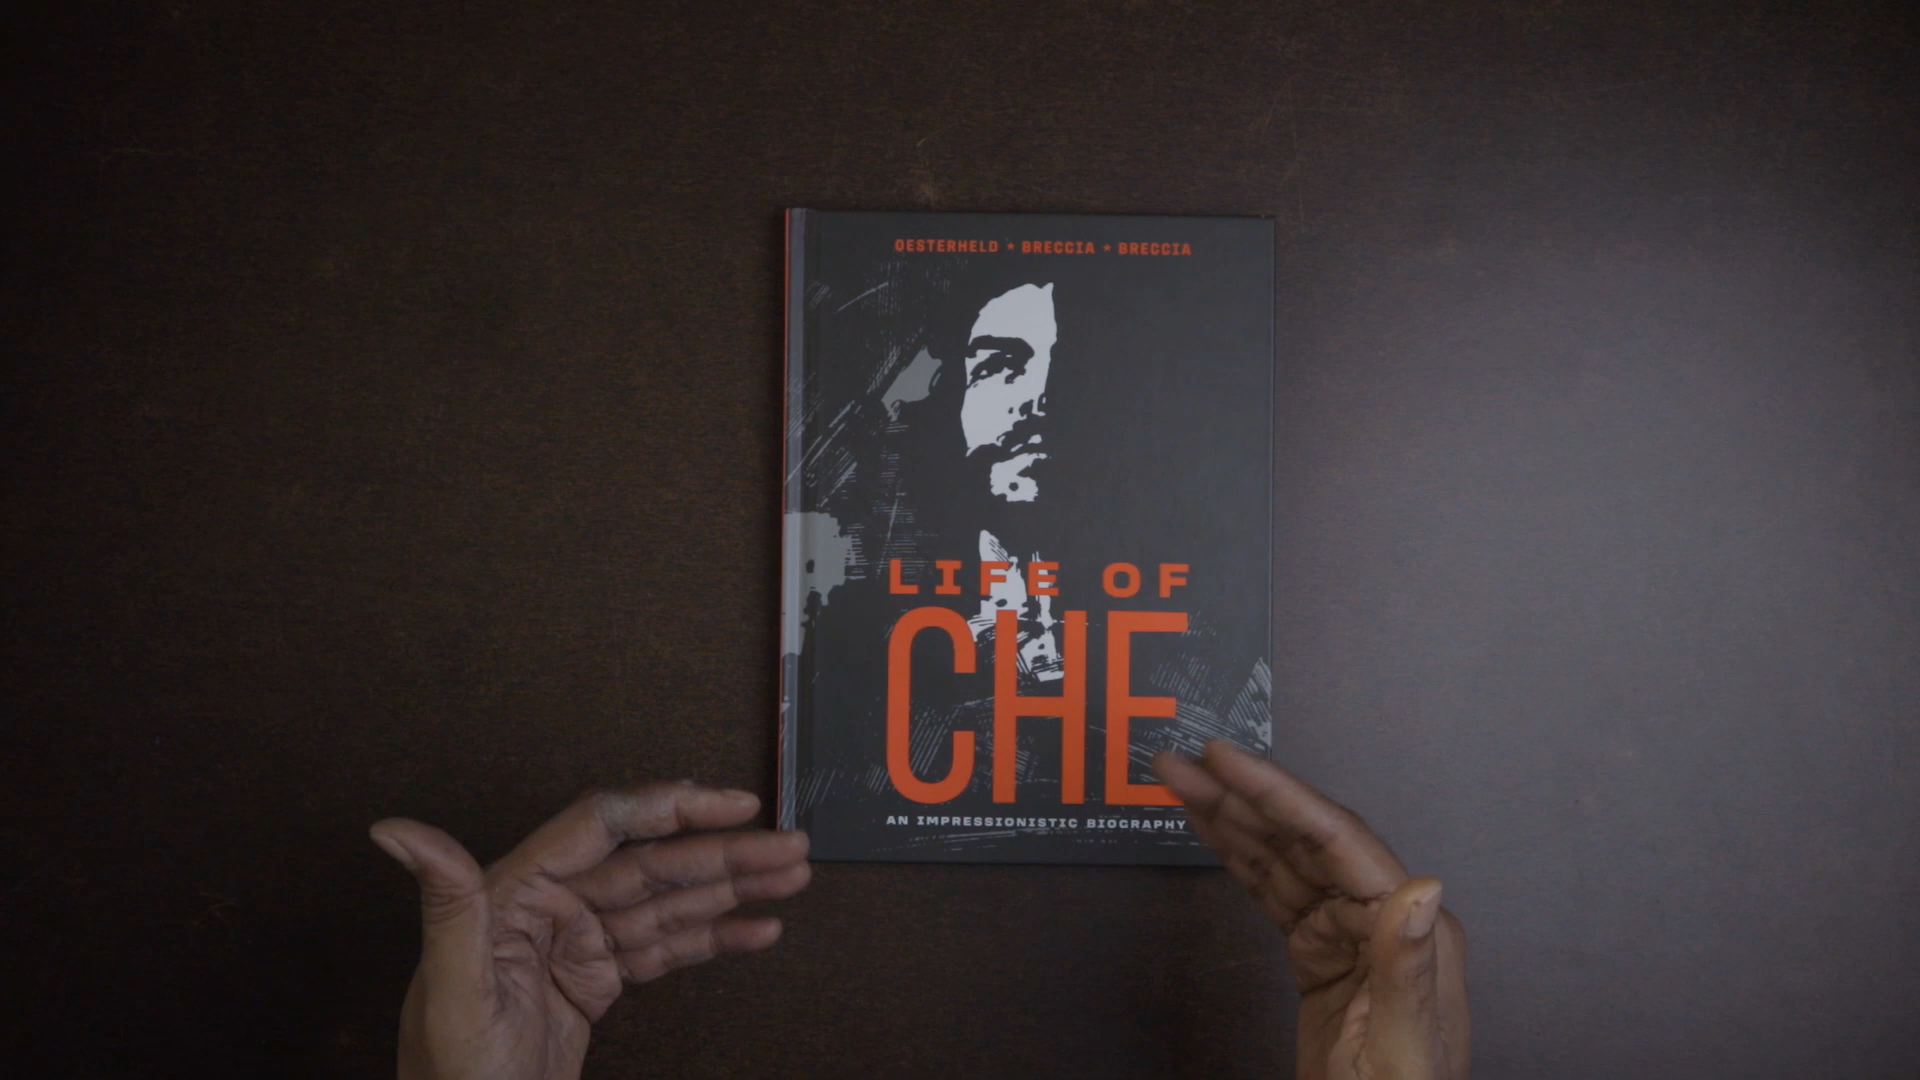 OESTERHELD * BRECCIA * BRECCIA
LIFE OF
CHE
AN IMPRESSIONISTIC BIOGRAPHY